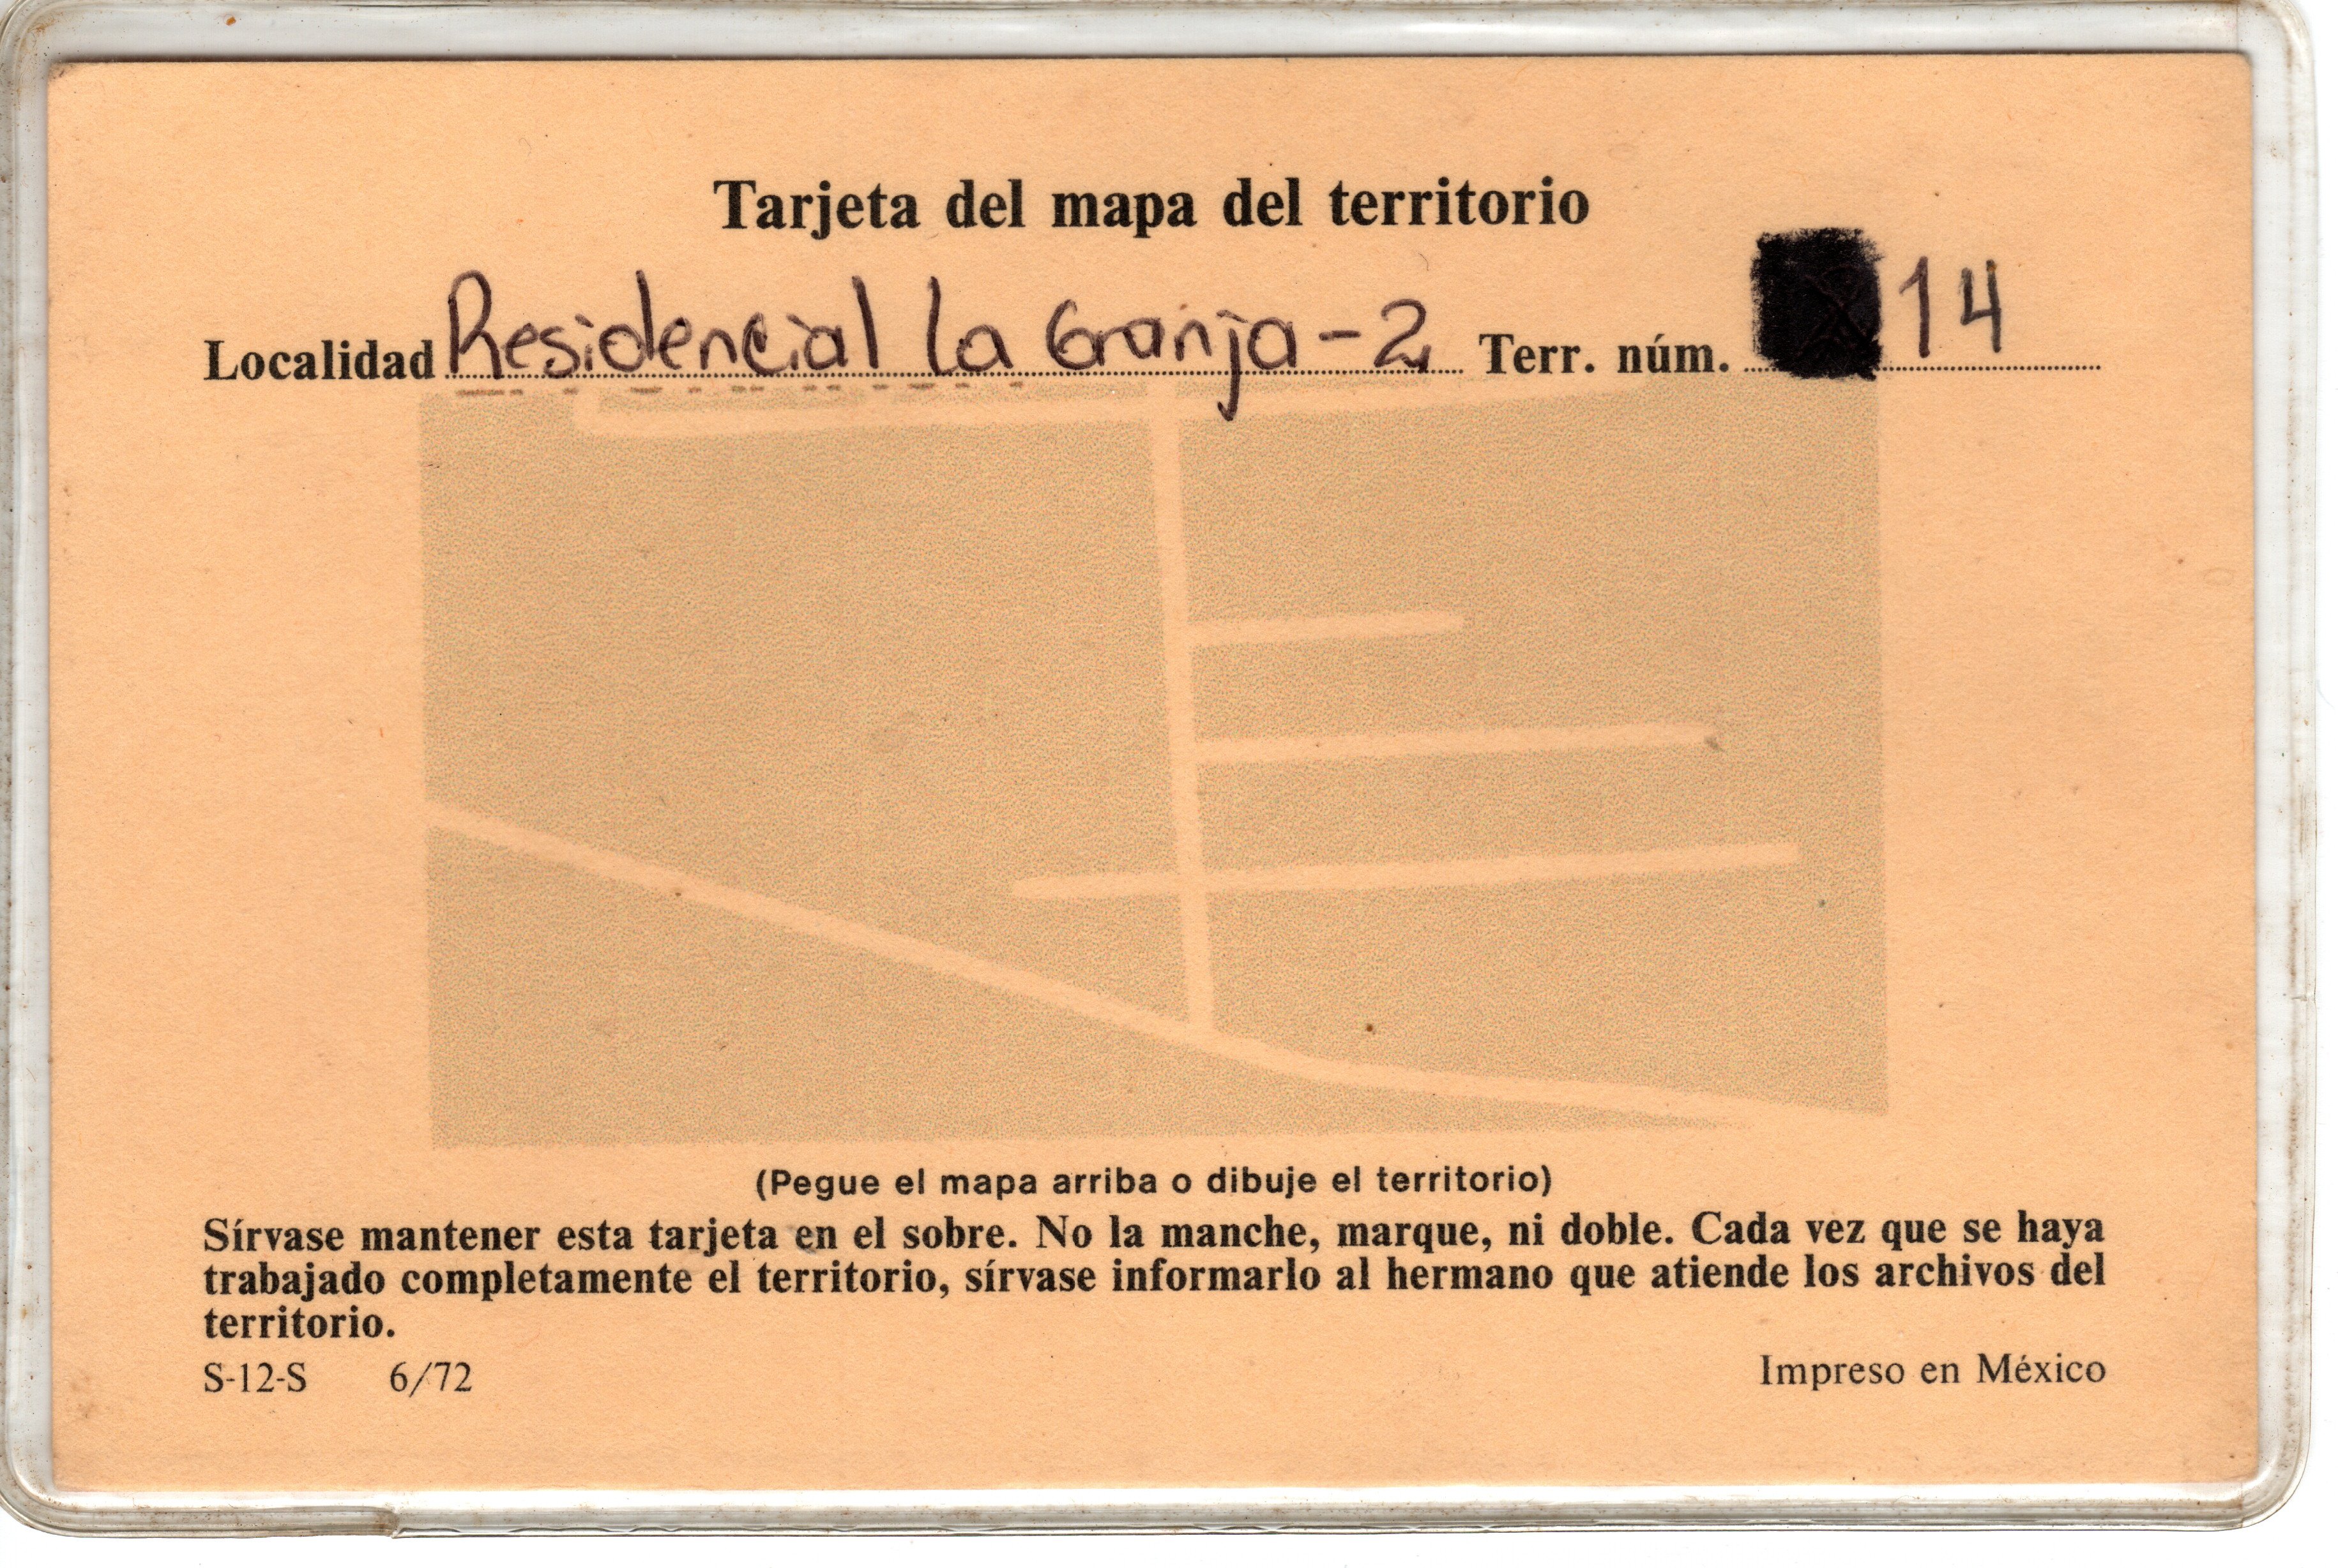 Tarjeta del mapa del territorio
Localidad Residencial La Granja-2 Terr. núm. 14
(Pegue el mapa arriba o dibuje el territorio)
Sírvase mantener esta tarjeta en el sobre. No la manche, marque, ni doble. Cada vez que se haya
trabajado completamente el territorio, sírvase informarlo al hermano que atiende los archivos del
territorio.
S-12-S 6/72 Impreso en México